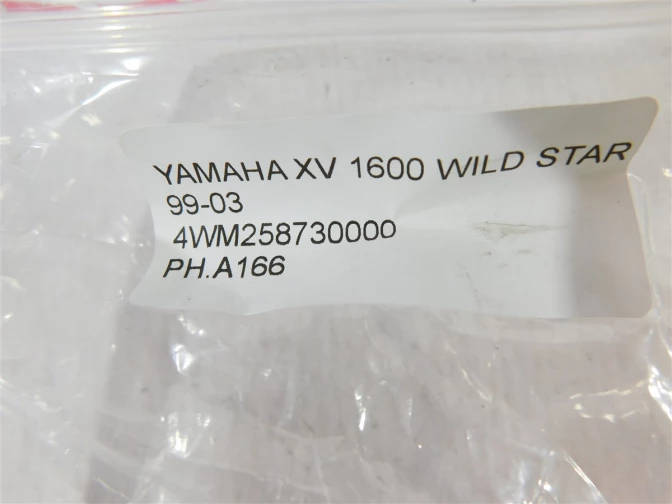 YAMAHA XV 1600 WILD STAR
99-03
4WM258730000
PH.A166